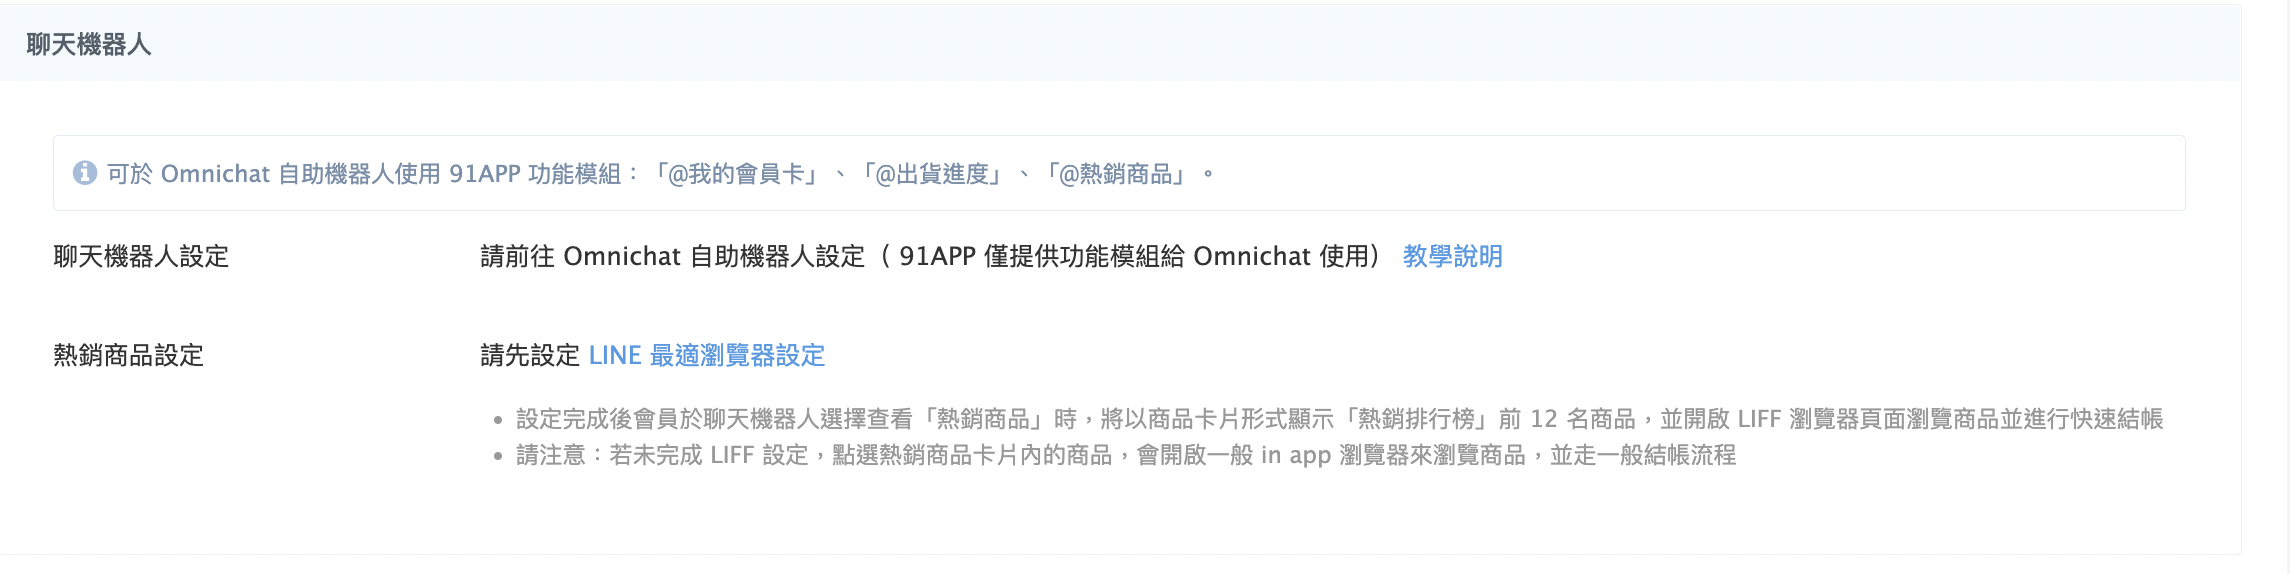 聊天機器人
可於 Omnichat 自助機器人使用 91APP 功能模組：「@我的會員卡」、「@出貨進度」、「@熱銷商品」。
聊天機器人設定
請前往 Omnichat 自助機器人設定（ 91APP 僅提供功能模組給 Omnichat 使用） 教學說明
熱銷商品設定
請先設定 LINE 最適瀏覽器設定
• 設定完成後會員於聊天機器人選擇查看「熱銷商品」時，將以商品卡片形式顯示「熱銷排行榜」前 12 名商品，並開啟 LIFF 瀏覽器頁面瀏覽商品並進行快速結帳
• 請注意：若未完成 LIFF 設定，點選熱銷商品卡片內的商品，會開啟一般 in app 瀏覽器來瀏覽商品，並走一般結帳流程